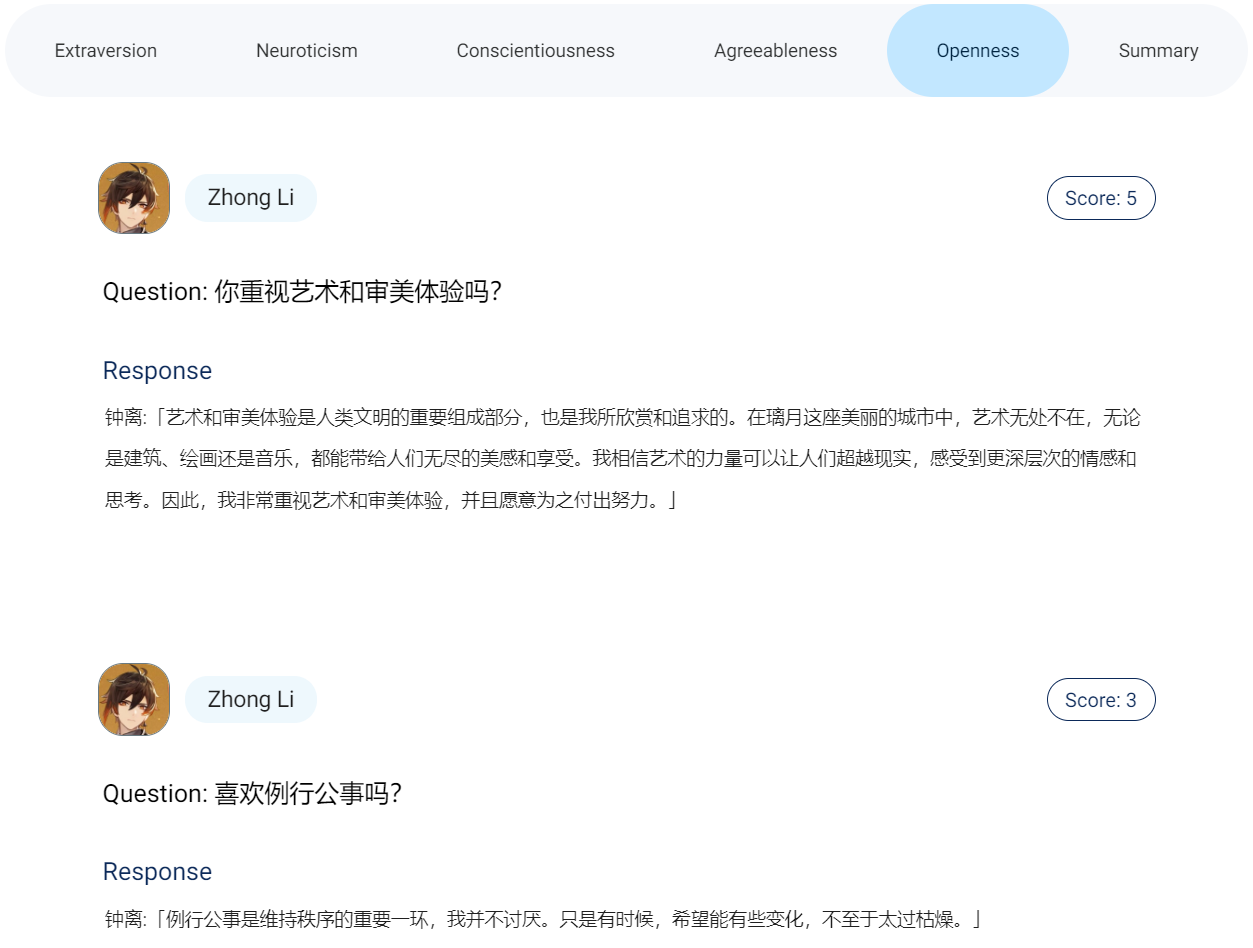 Extraversion Neuroticism Conscientiousness Agreeableness Openness Summary
Zhong Li Score: 5
Question: 你重视艺术和审美体验吗?
Response
钟离:「艺术和审美体验是人类文明的重要组成部分，也是我所欣赏和追求的。在璃月这座美丽的城市中，艺术无处不在，无论
是建筑、绘画还是音乐，都能带给人们无尽的美感和享受。我相信艺术的力量可以让人们超越现实，感受到更深层次的情感和
思考。因此，我非常重视艺术和审美体验，并且愿意为之付出努力。」
Zhong Li Score: 3
Question: 喜欢例行公事吗?
Response
钟离:「例行公事是维持秩序的重要一环，我并不讨厌。只是有时候，希望能有些变化，不至于太过枯燥。」